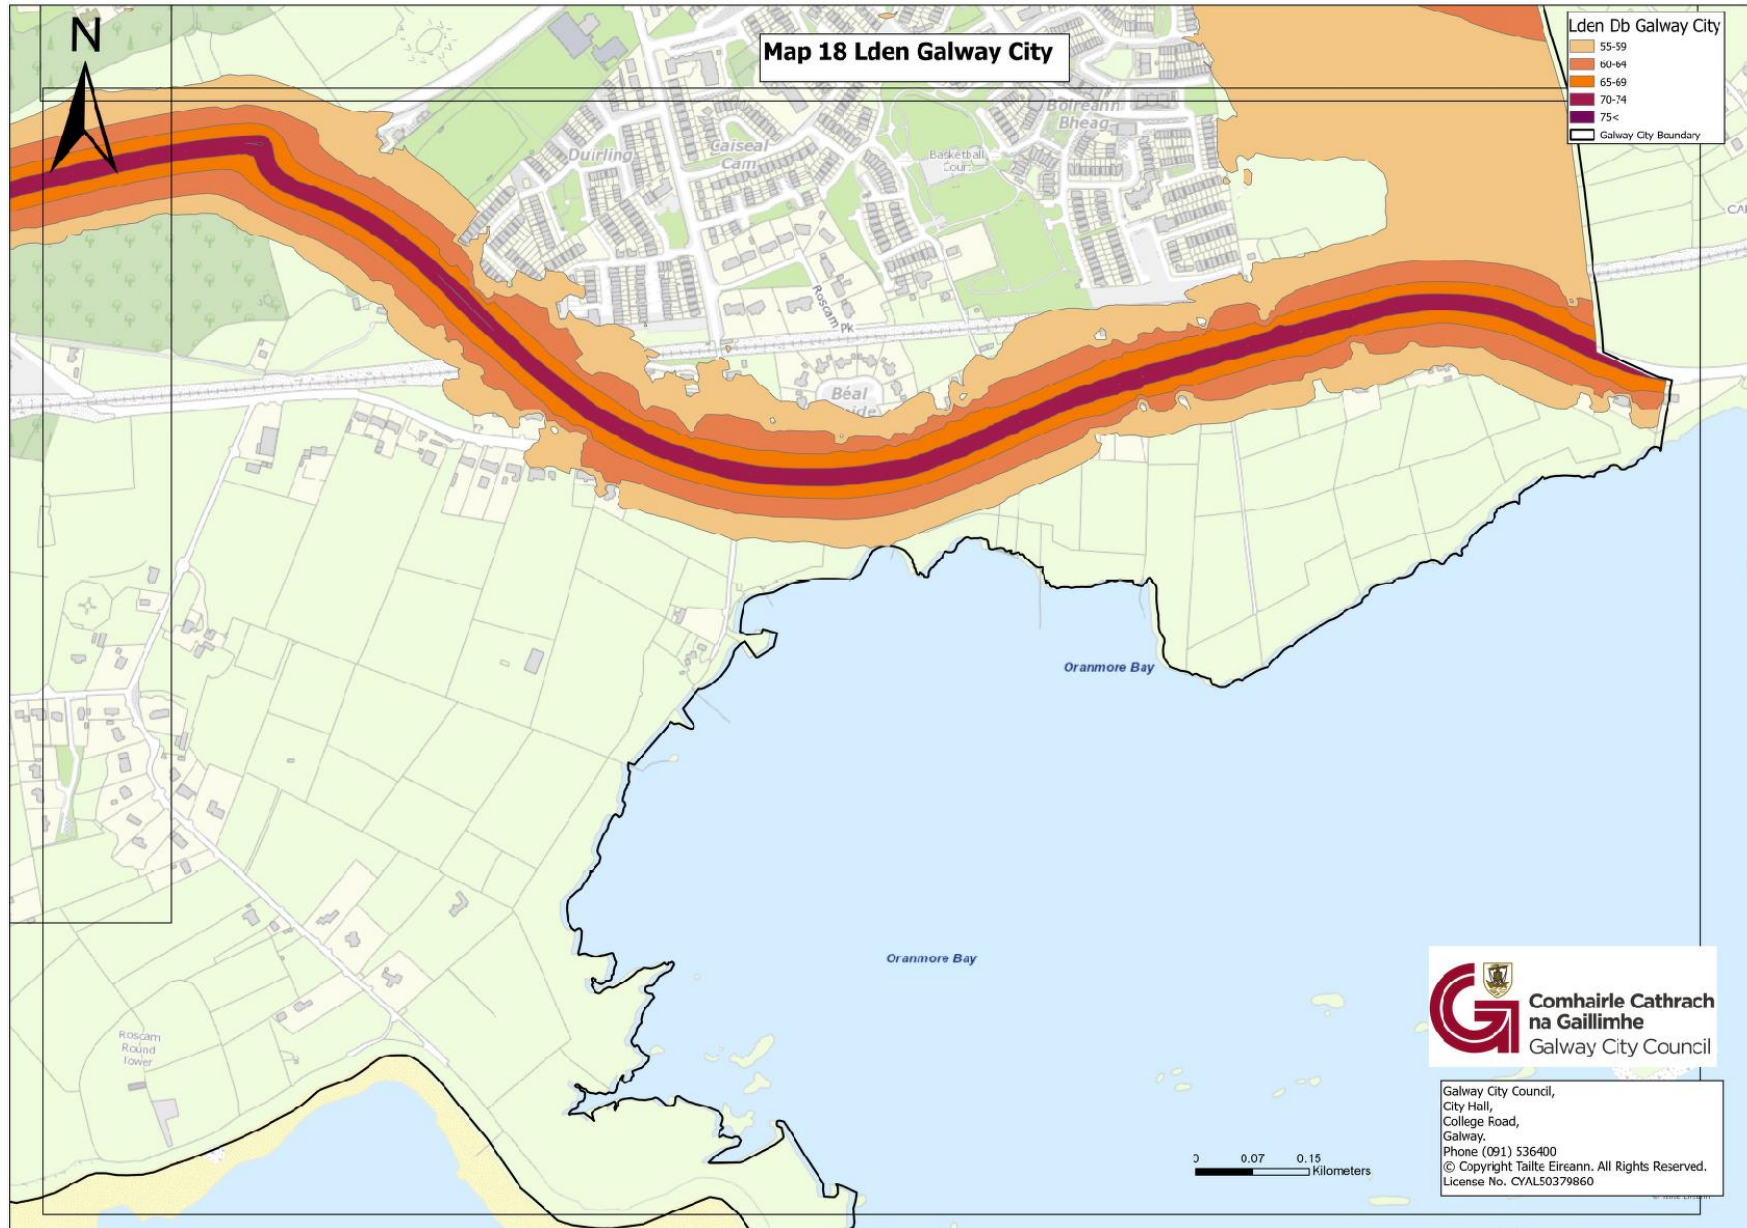 N
Map 18 Lden Galway City
Lden Db Galway City
55-59
60-64
65-69
70-74
75<
Galway City Boundary
Boireann
Bheag
Duirling
Caiseal
Cam
Basketball
Roscam Pk
Béal
Oranmore Bay
Oranmore Bay
Roscam
Round
Tower
Comhairle Cathrach
na Gaillimhe
Galway City Council
Galway City Council,
City Hall,
College Road,
Galway.
Phone (091) 536400
© Copyright Tailte Eireann. All Rights Reserved.
License No. CYAL50379860
0 0.07 0.15
Kilometers